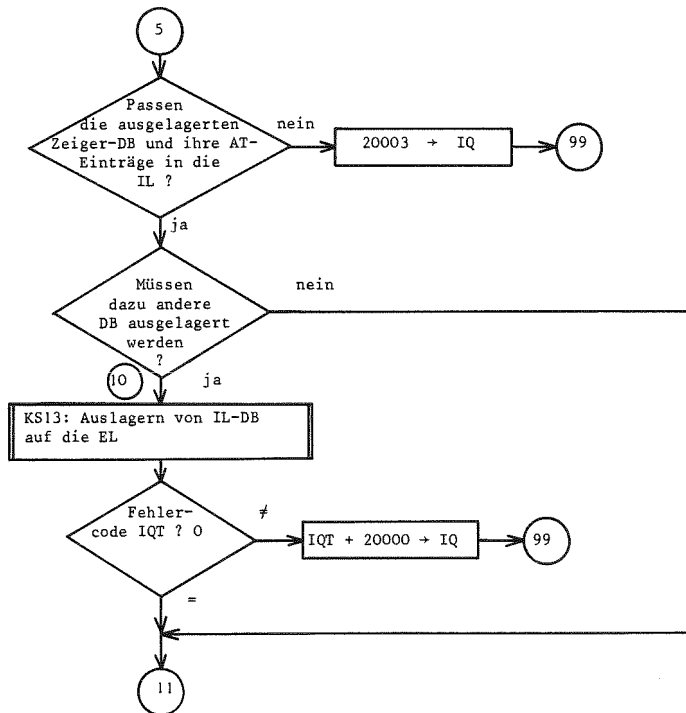 5
Passen
die ausgelagerten
Zeiger-DB und ihre AT-
Einträge in die
IL ?
nein
20003 → IQ
99
ja
Müssen
dazu andere
DB ausgelagert
werden
?
nein
10
ja
KS13: Auslagern von IL-DB
auf die EL
Fehler-
code IQT ? 0
≠
IQT + 20000 → IQ
99
=
11